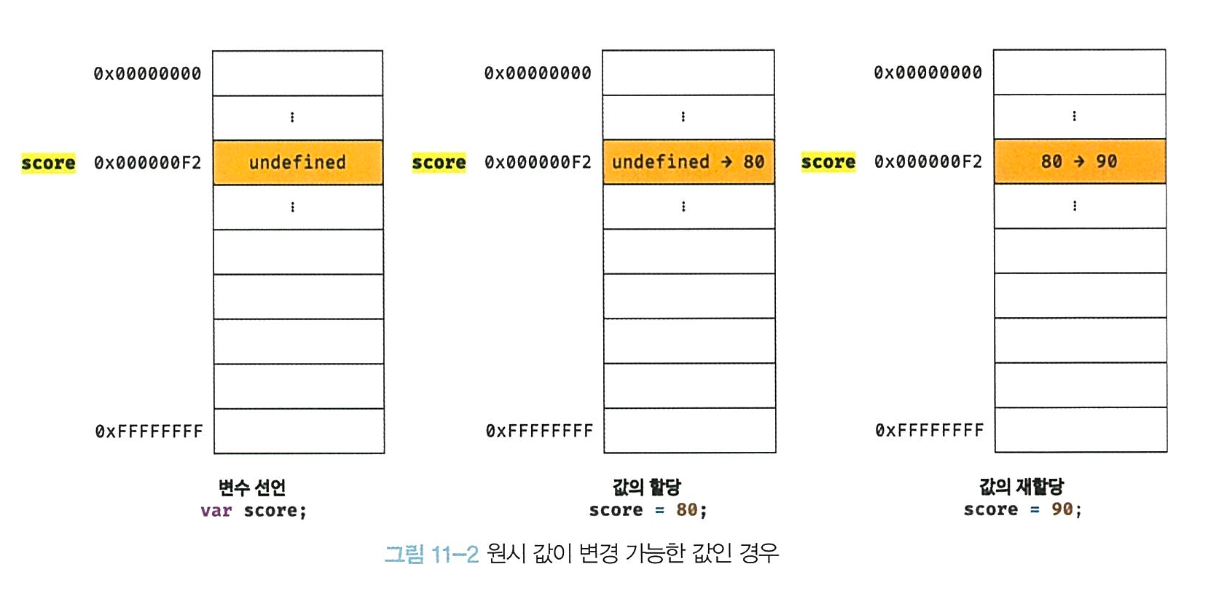 0x00000000
⋮
score 0x000000F2 undefined
⋮
0xFFFFFFFF
변수 선언
var score;
0x00000000
⋮
score 0x000000F2 undefined → 80
⋮
0xFFFFFFFF
값의 할당
score = 80;
0x00000000
⋮
score 0x000000F2 80 → 90
⋮
0xFFFFFFFF
값의 재할당
score = 90;
그림 11-2 원시 값이 변경 가능한 값인 경우